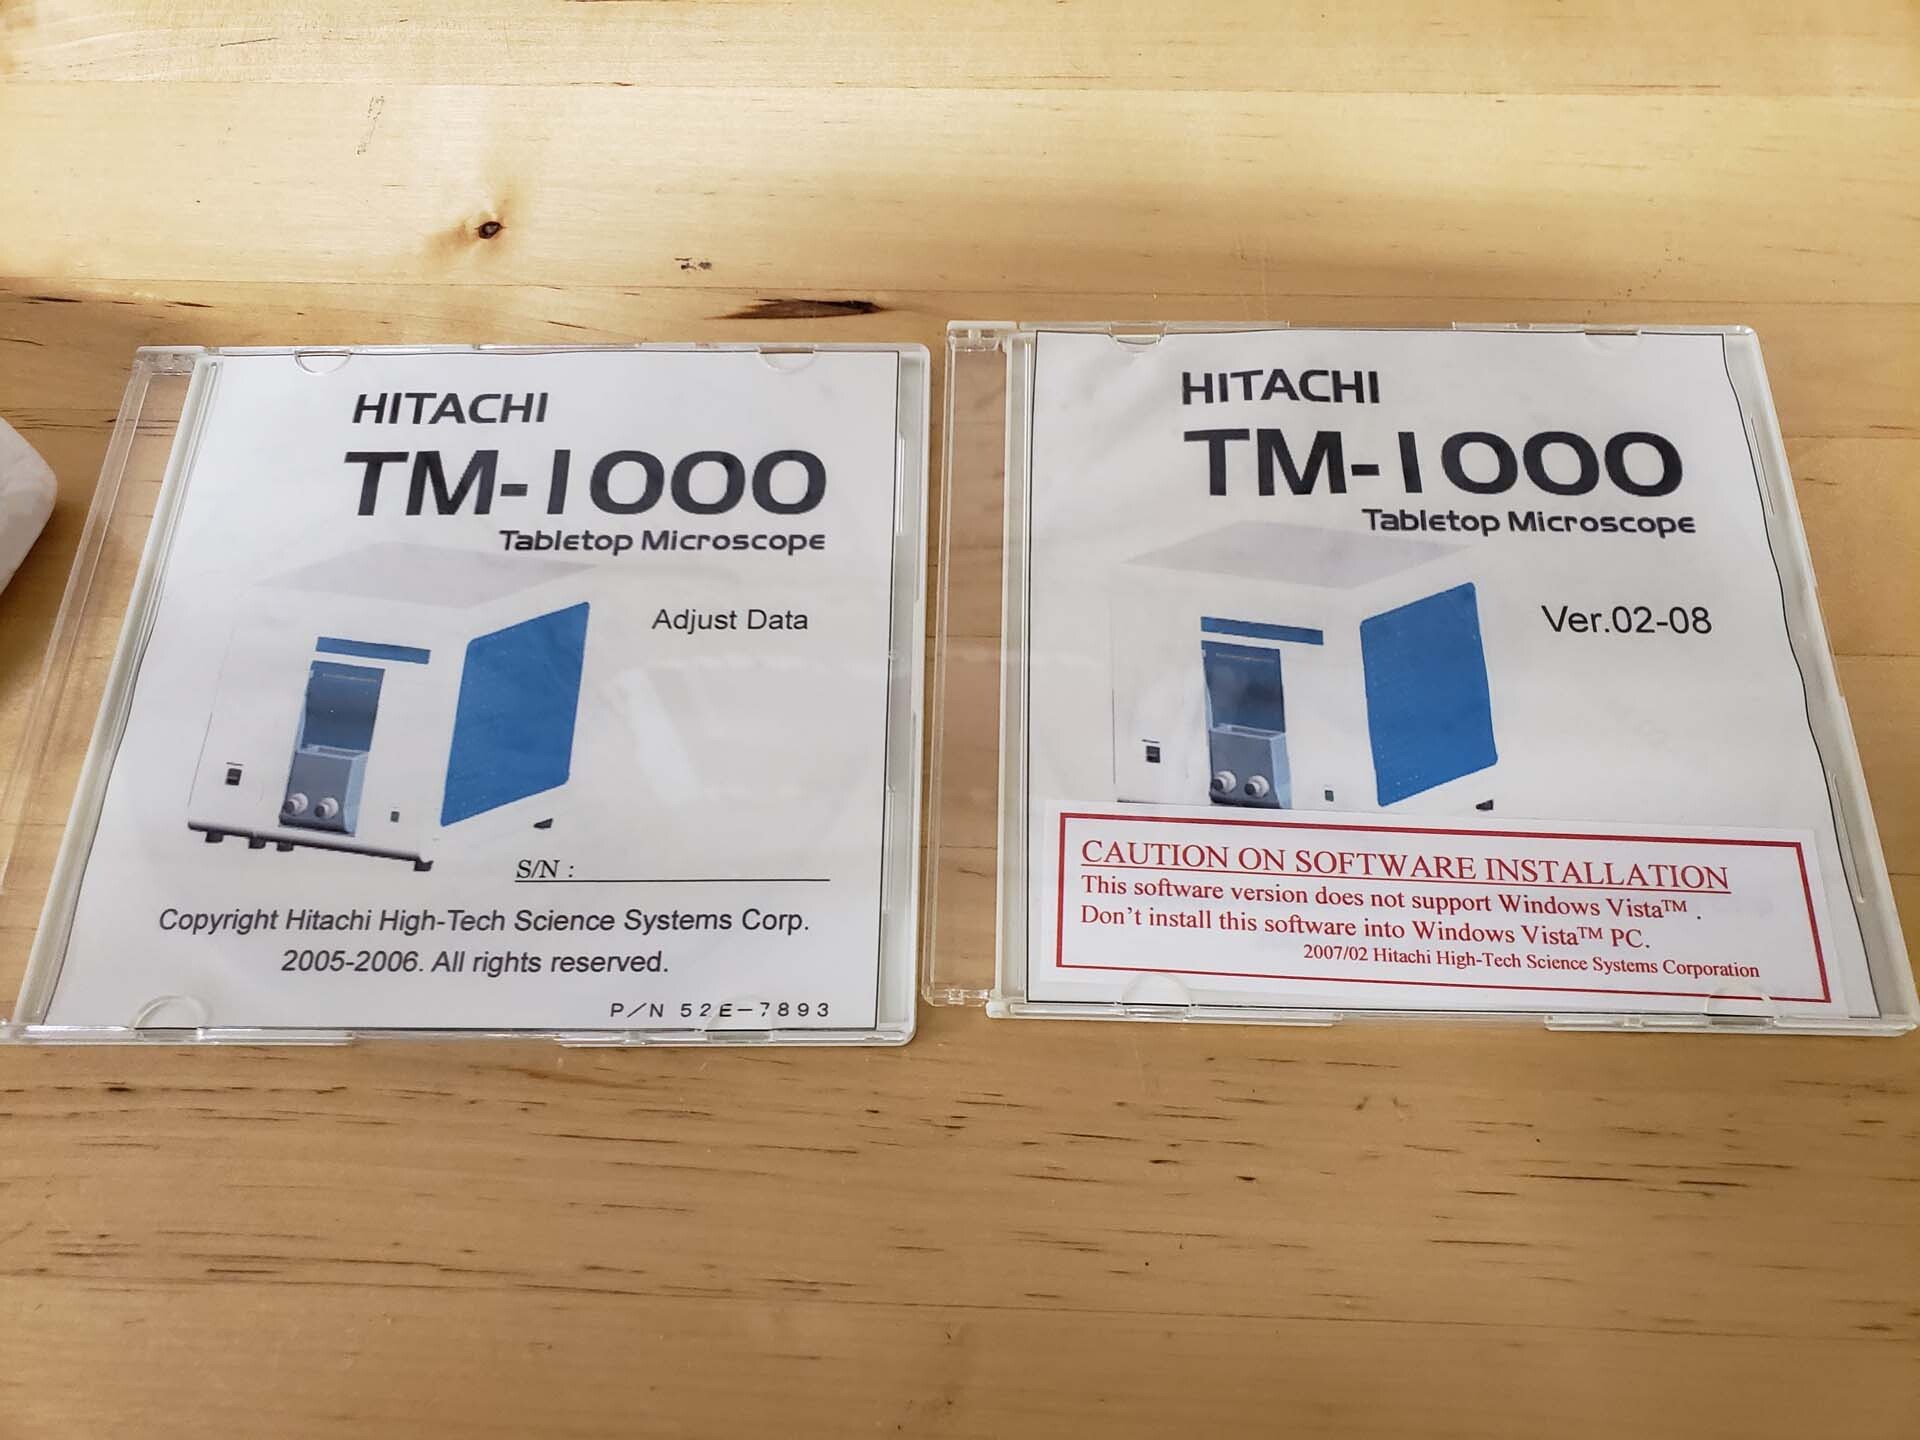 HITACHI
TM-1000
Tabletop Microscope
Adjust Data
S/N :
Copyright Hitachi High-Tech Science Systems Corp.
2005-2006. All rights reserved.
P/N 52E-7893
HITACHI
TM-1000
Tabletop Microscope
Ver.02-08
CAUTION ON SOFTWARE INSTALLATION
This software version does not support Windows Vista™ .
Don't install this software into Windows Vista™ PC.
2007/02 Hitachi High-Tech Science Systems Corporation